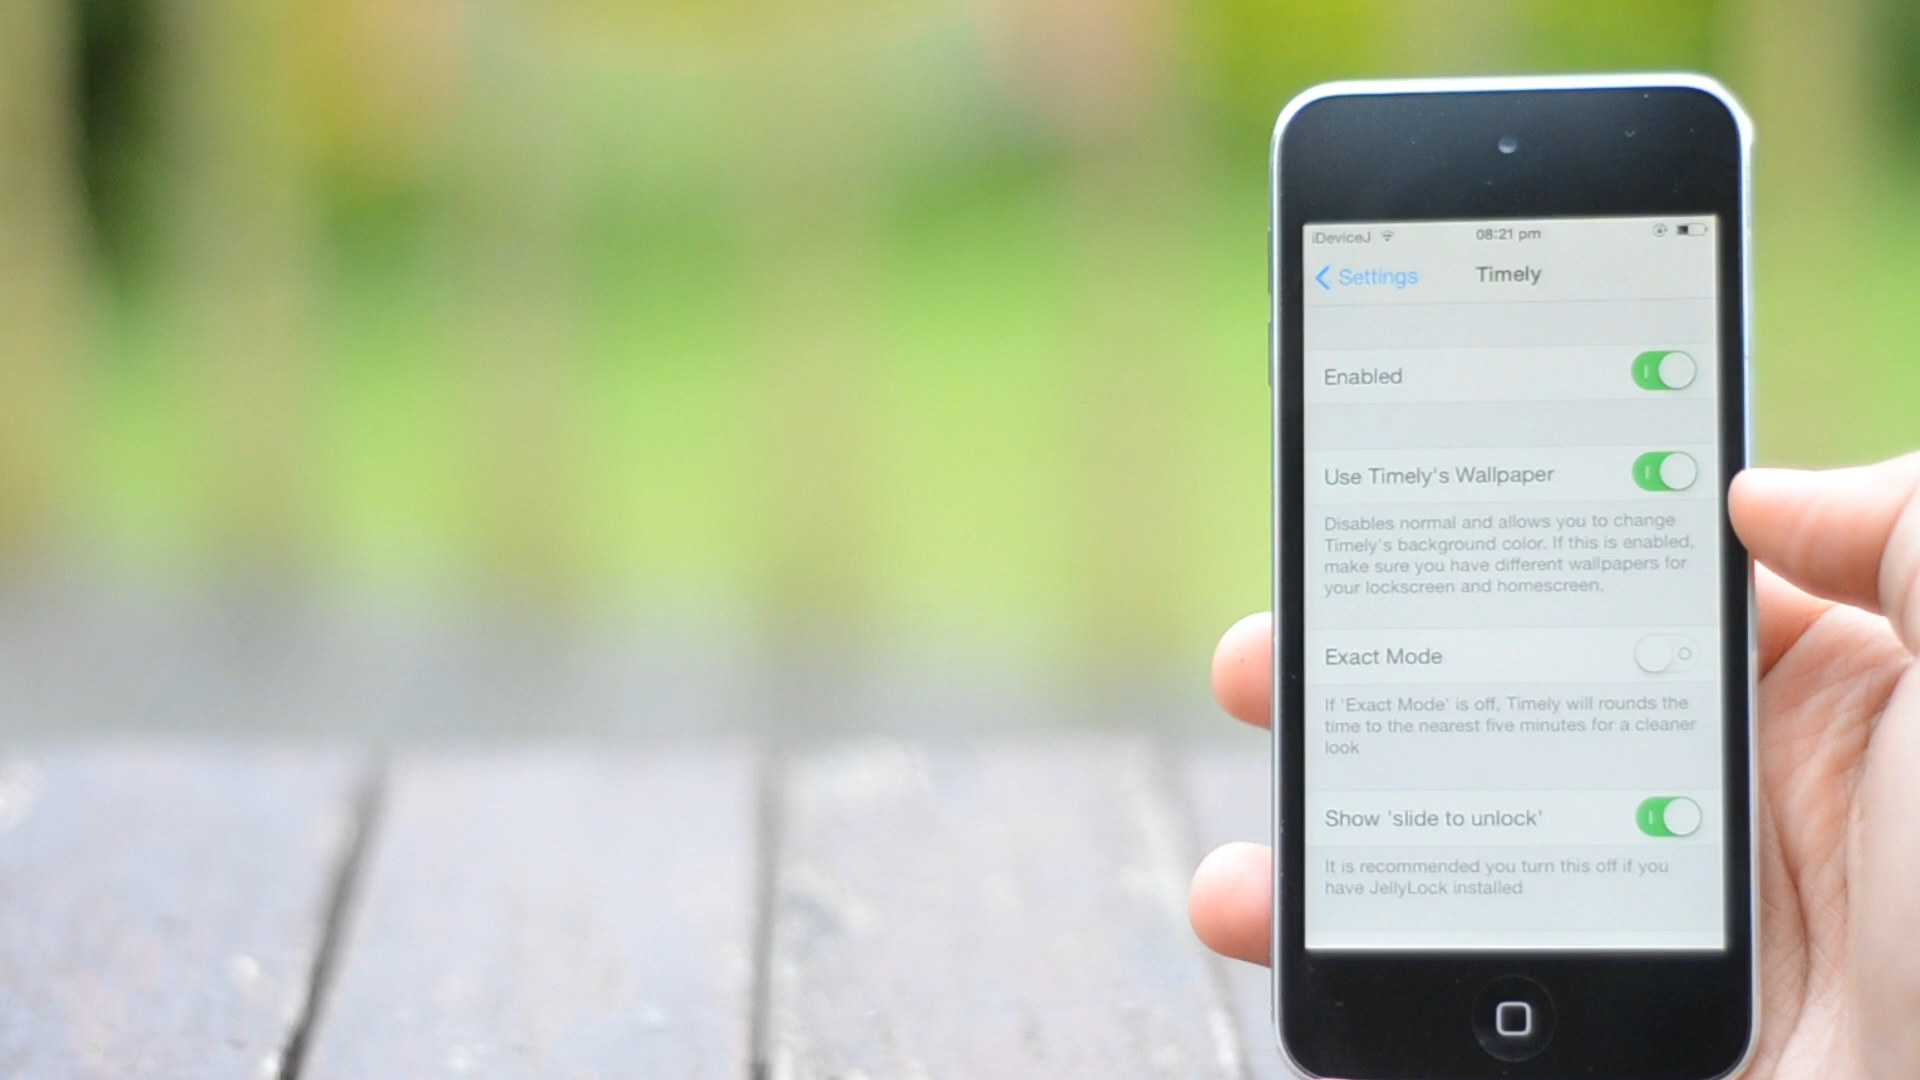 iDeviceJ 08:21 pm
Settings Timely
Enabled
Use Timely's Wallpaper
Disables normal and allows you to change
Timely's background color. If this is enabled,
make sure you have different wallpapers for
your lockscreen and homescreen.
Exact Mode
If 'Exact Mode' is off, Timely will rounds the
time to the nearest five minutes for a cleaner
look
Show 'slide to unlock'
It is recommended you turn this off if you
have JellyLock installed